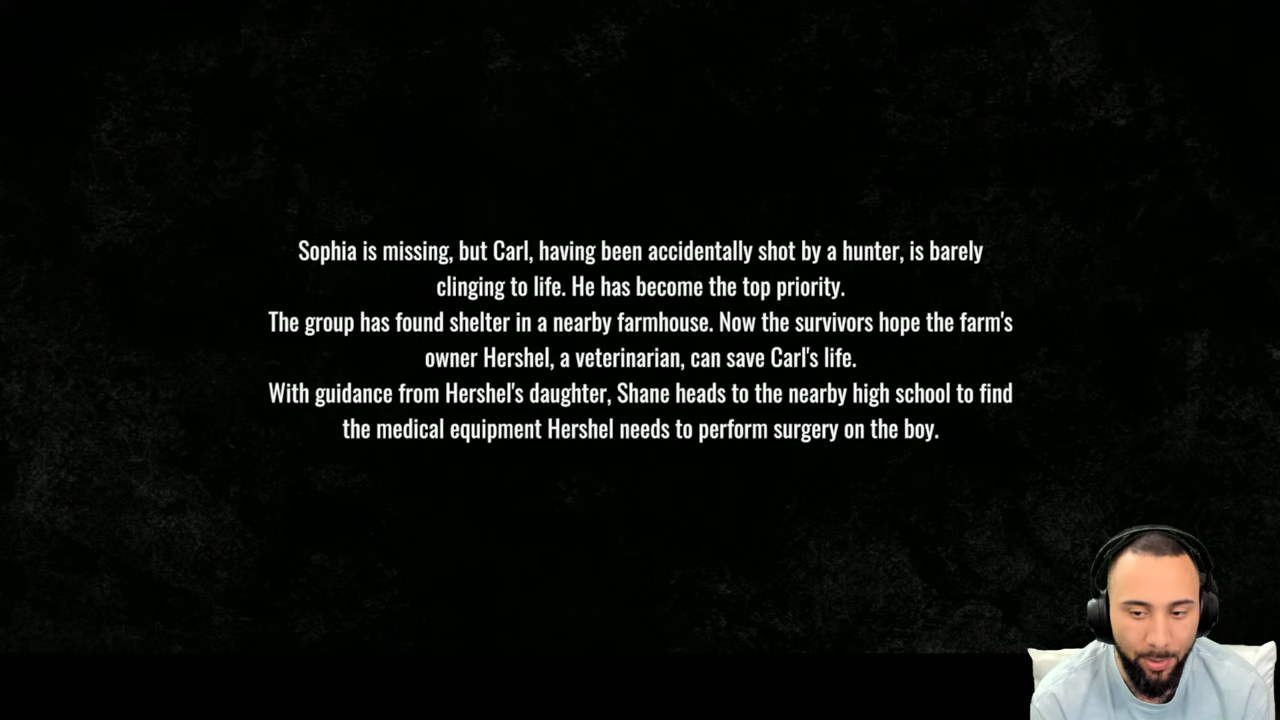 Sophia is missing, but Carl, having been accidentally shot by a hunter, is barely
clinging to life. He has become the top priority.
The group has found shelter in a nearby farmhouse. Now the survivors hope the farm's
owner Hershel, a veterinarian, can save Carl's life.
With guidance from Hershel's daughter, Shane heads to the nearby high school to find
the medical equipment Hershel needs to perform surgery on the boy.